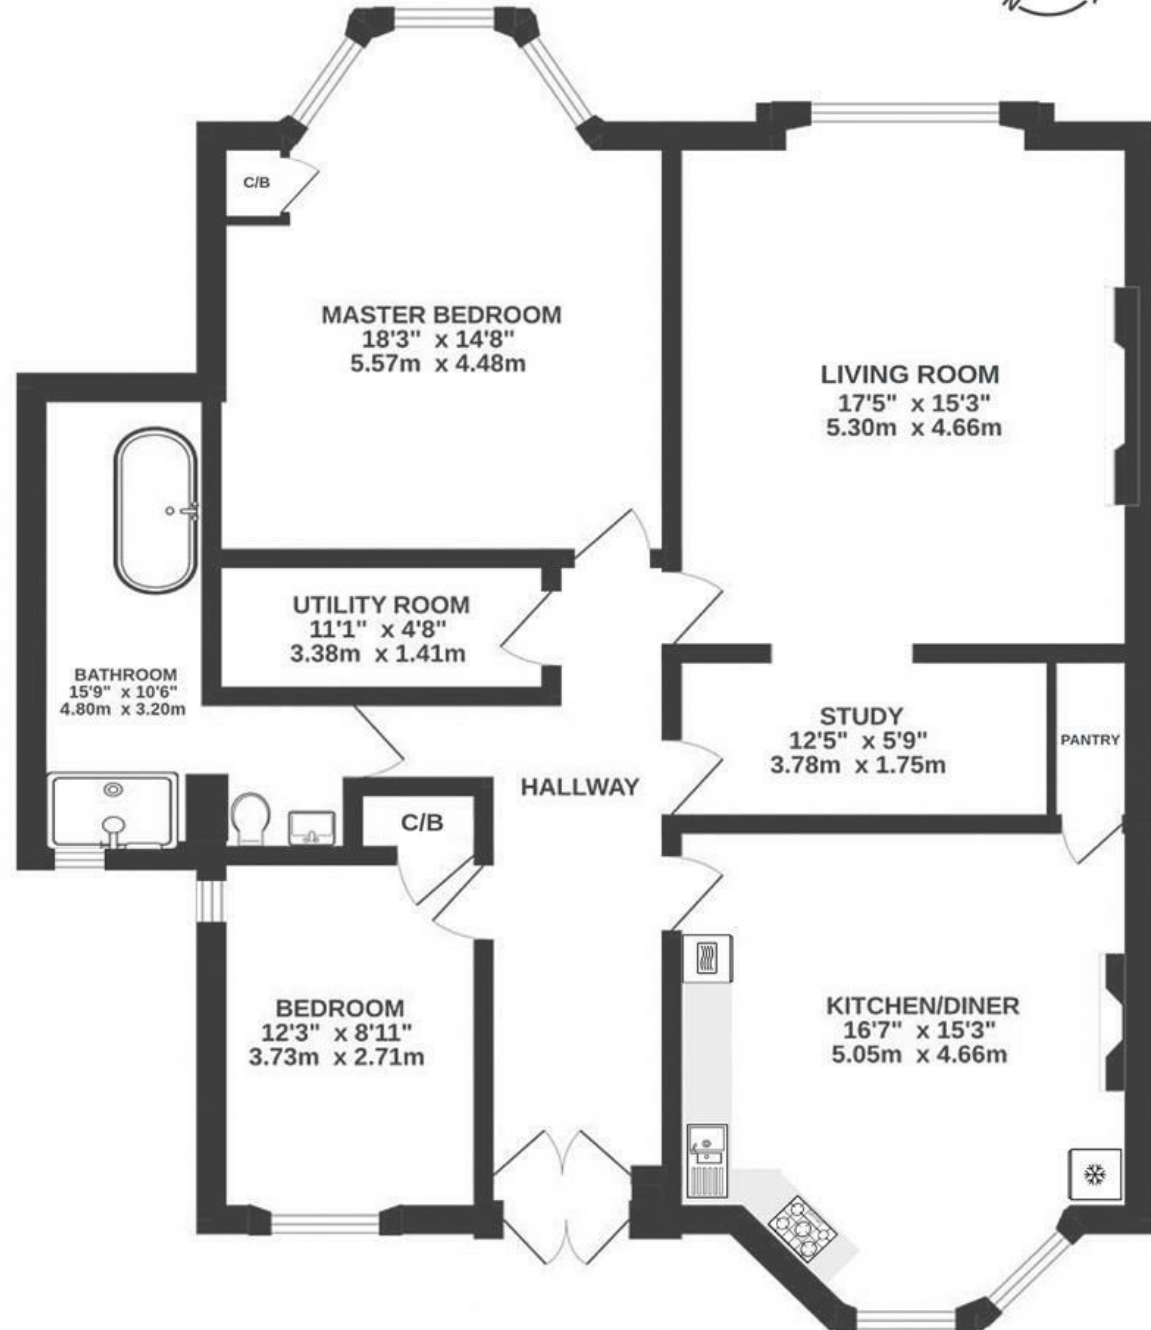 C/B
MASTER BEDROOM
18'3" x 14'8"
5.57m x 4.48m
LIVING ROOM
17'5" x 15'3"
5.30m x 4.66m
UTILITY ROOM
11'1" x 4'8"
3.38m x 1.41m
BATHROOM
15'9" x 10'6"
4.80m x 3.20m
STUDY
12'5" x 5'9"
3.78m x 1.75m
PANTRY
HALLWAY
C/B
BEDROOM
12'3" x 8'11"
3.73m x 2.71m
KITCHEN/DINER
16'7" x 15'3"
5.05m x 4.66m